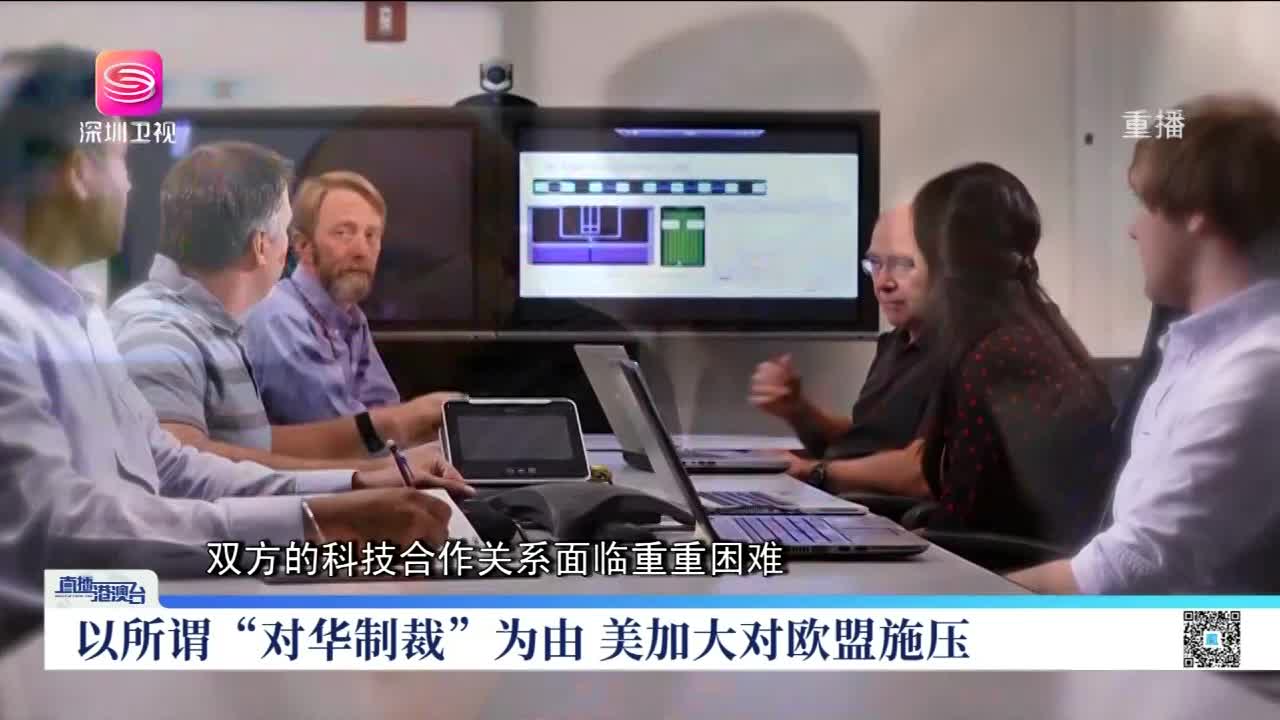 深圳卫视
重播
双方的科技合作关系面临重重困难
直播港澳台
以所谓“对华制裁”为由 美加大对欧盟施压